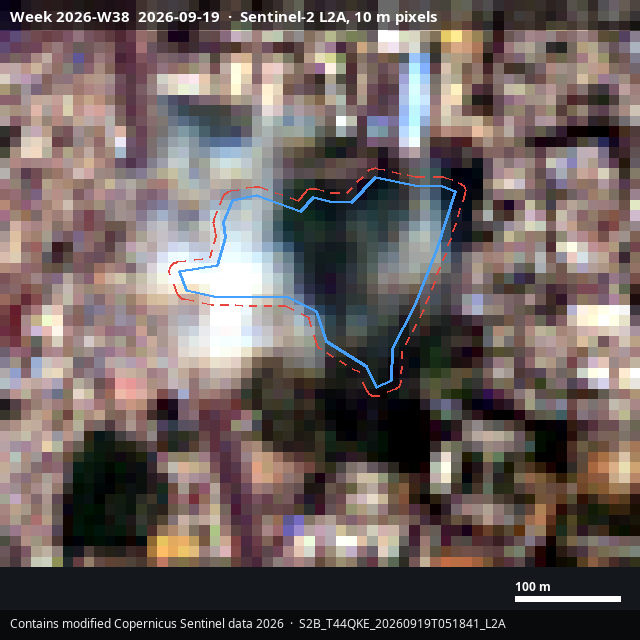 Week 2026-W38  2026-09-19  ·  Sentinel-2 L2A, 10 m pixels
100 m
Contains modified Copernicus Sentinel data 2026  ·  S2B_T44QKE_20260919T051841_L2A